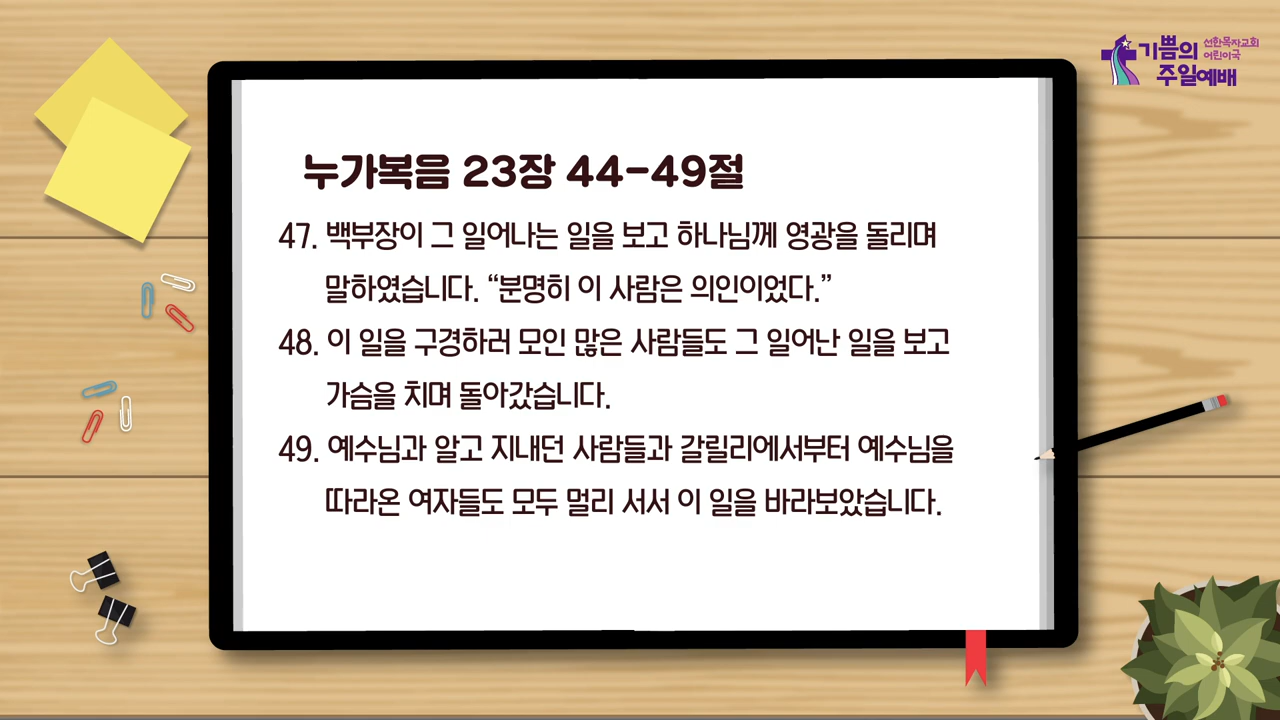 기쁨의 선한목자교회
어린이국
주일예배
누가복음 23장 44-49절
47. 백부장이 그 일어나는 일을 보고 하나님께 영광을 돌리며
말하였습니다. “분명히 이 사람은 의인이었다.”
48. 이 일을 구경하러 모인 많은 사람들도 그 일어난 일을 보고
가슴을 치며 돌아갔습니다.
49. 예수님과 알고 지내던 사람들과 갈릴리에서부터 예수님을
따라온 여자들도 모두 멀리 서서 이 일을 바라보았습니다.